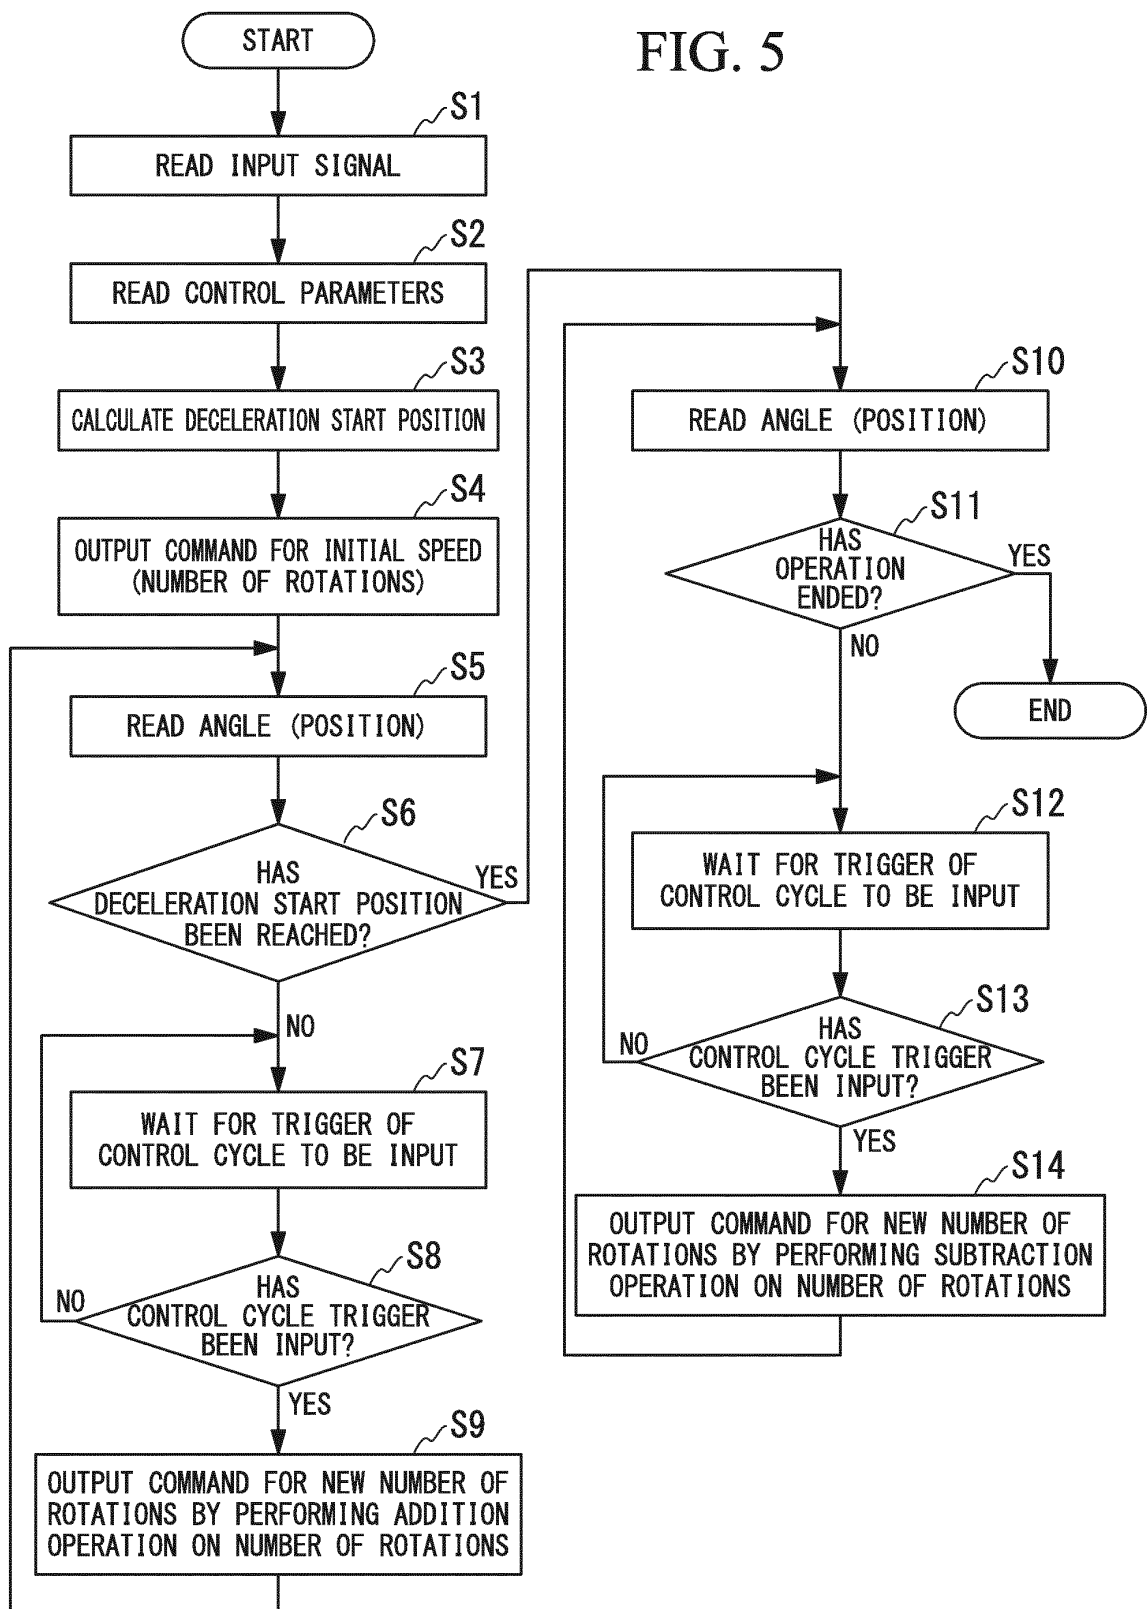 FIG. 5
START
S1
READ INPUT SIGNAL
S2
READ CONTROL PARAMETERS
S3
CALCULATE DECELERATION START POSITION
S4
OUTPUT COMMAND FOR INITIAL SPEED
(NUMBER OF ROTATIONS)
S5
READ ANGLE (POSITION)
S6
HAS
DECELERATION START POSITION
BEEN REACHED?
YES
NO
S7
WAIT FOR TRIGGER OF
CONTROL CYCLE TO BE INPUT
S8
HAS
CONTROL CYCLE TRIGGER
BEEN INPUT?
NO
YES
S9
OUTPUT COMMAND FOR NEW NUMBER OF
ROTATIONS BY PERFORMING ADDITION
OPERATION ON NUMBER OF ROTATIONS
S10
READ ANGLE (POSITION)
S11
HAS
OPERATION
ENDED?
YES
NO
END
S12
WAIT FOR TRIGGER OF
CONTROL CYCLE TO BE INPUT
S13
HAS
CONTROL CYCLE TRIGGER
BEEN INPUT?
NO
YES
S14
OUTPUT COMMAND FOR NEW NUMBER OF
ROTATIONS BY PERFORMING SUBTRACTION
OPERATION ON NUMBER OF ROTATIONS